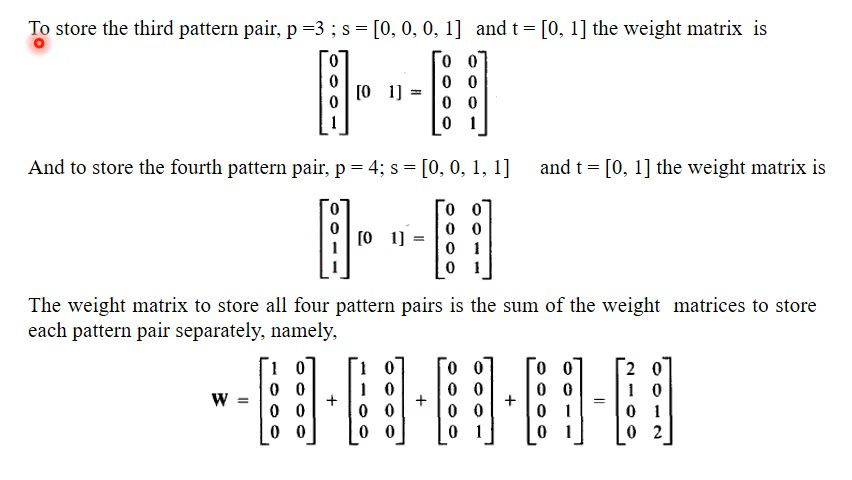 To store the third pattern pair, p =3 ; s = [0, 0, 0, 1] and t = [0, 1] the weight matrix is
[0 0 0 1] [0 1] = [0 0
0 0
0 0
0 1]
And to store the fourth pattern pair, p = 4; s = [0, 0, 1, 1] and t = [0, 1] the weight matrix is
[0 0 1 1] [0 1] = [0 0
0 0
0 1
0 1]
The weight matrix to store all four pattern pairs is the sum of the weight matrices to store
each pattern pair separately, namely,
W = [1 0 + [1 0 + [0 0 + [0 0 = [2 0
0 0 1 0 0 0 0 0 1 0
0 0 0 0 0 0 0 1 0 1
0 0] 0 0] 0 1] 0 1] 0 2]